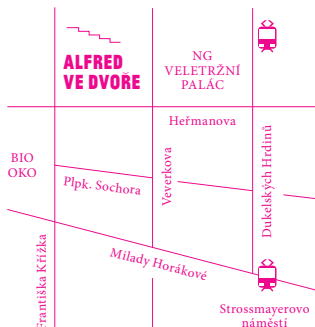 ALFRED
VE DVOŘE
NG
VELETRŽNÍ
PALÁC
Heřmanova
BIO
OKO
Plpk. Sochora
Veverkova
Dukelských Hrdinů
Milady Horákové
Františka Křížka
Strossmayerovo
náměstí